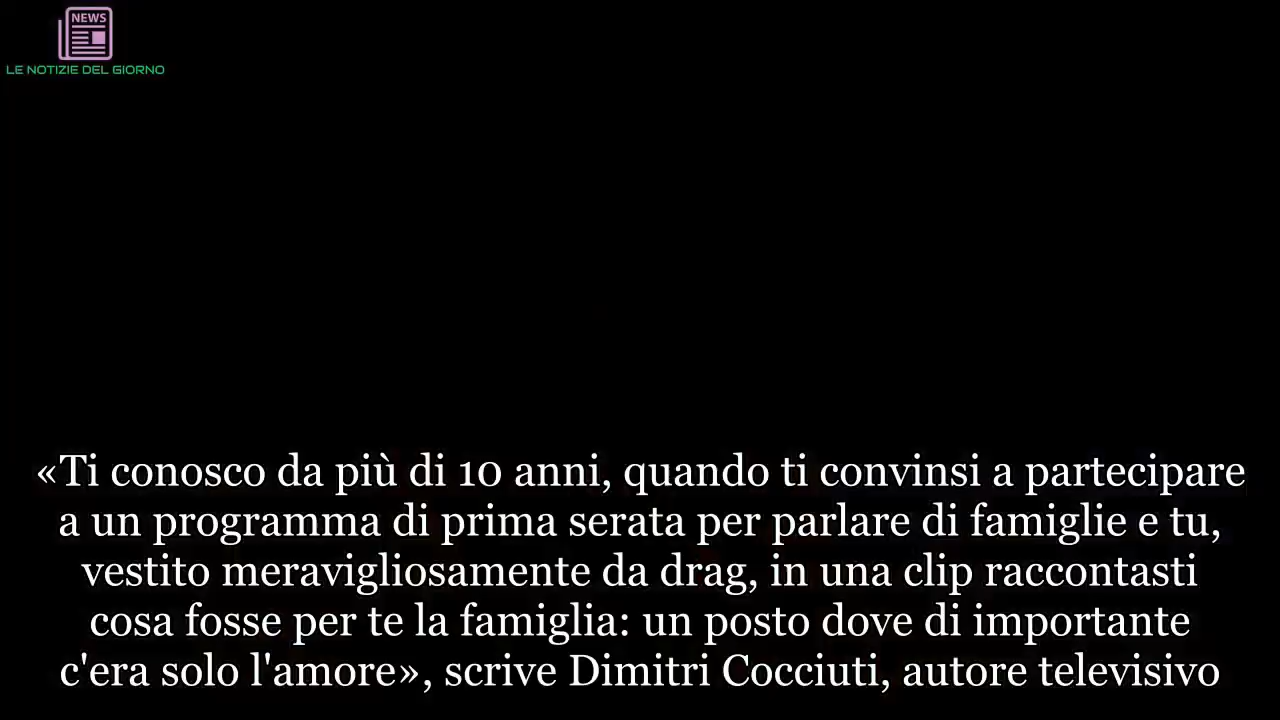 NEWS
LE NOTIZIE DEL GIORNO
«Ti conosco da più di 10 anni, quando ti convinsi a partecipare
a un programma di prima serata per parlare di famiglie e tu,
vestito meravigliosamente da drag, in una clip raccontasti
cosa fosse per te la famiglia: un posto dove di importante
c'era solo l'amore», scrive Dimitri Cocciuti, autore televisivo